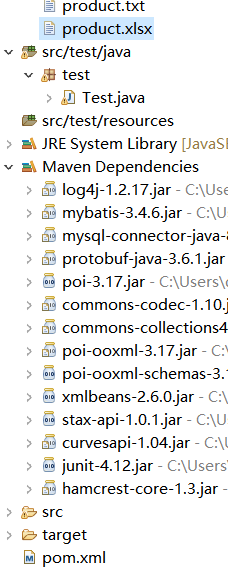 product.txt
product.xlsx
src/test/java
test
Test.java
src/test/resources
JRE System Library [JavaS
Maven Dependencies
log4j-1.2.17.jar - C:\Users
mybatis-3.4.6.jar - C:\User
mysql-connector-java-8
protobuf-java-3.6.1.jar -
poi-3.17.jar - C:\Users\
commons-codec-1.10.j
commons-collections4
poi-ooxml-3.17.jar - C:\
poi-ooxml-schemas-3.1
xmlbeans-2.6.0.jar - C:\
stax-api-1.0.1.jar - C:\U
curvesapi-1.04.jar - C:\
junit-4.12.jar - C:\Users\
hamcrest-core-1.3.jar -
src
target
pom.xml